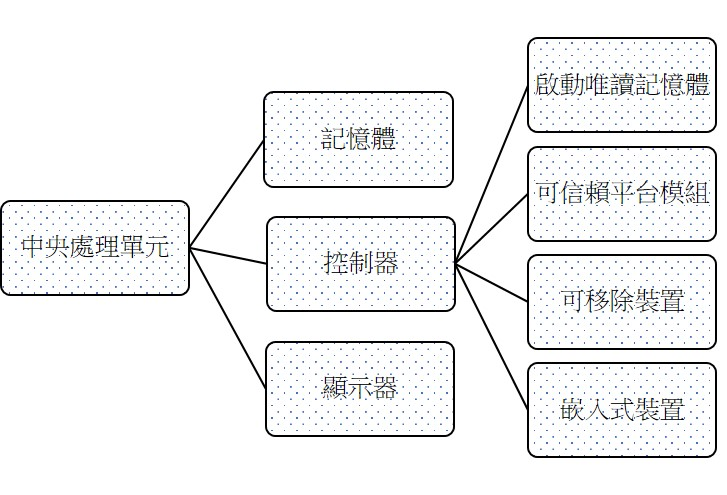 中央處理單元
記憶體
控制器
顯示器
啟動唯讀記憶體
可信賴平台模組
可移除裝置
嵌入式裝置